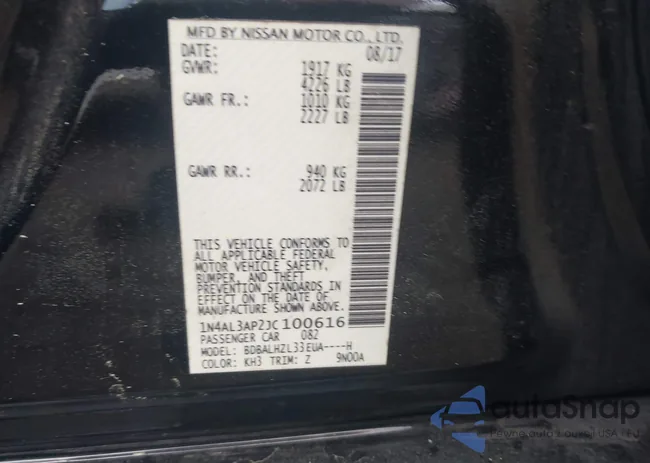 MFD BY NISSAN MOTOR CO., LTD.
DATE: 08/17
GVWR: 1917 KG
4226 LB
GAWR FR.: 1010 KG
2227 LB
GAWR RR.: 940 KG
2072 LB
THIS VEHICLE CONFORMS TO
ALL APPLICABLE FEDERAL
MOTOR VEHICLE SAFETY,
BUMPER, AND THEFT
PREVENTION STANDARDS IN
EFFECT ON THE DATE OF
MANUFACTURE SHOWN ABOVE.
1N4AL3AP2JC100616
PASSENGER CAR 082
MODEL: BDBALHZL33EUA----H
COLOR: KH3 TRIM: Z 9N00A
autoSnap